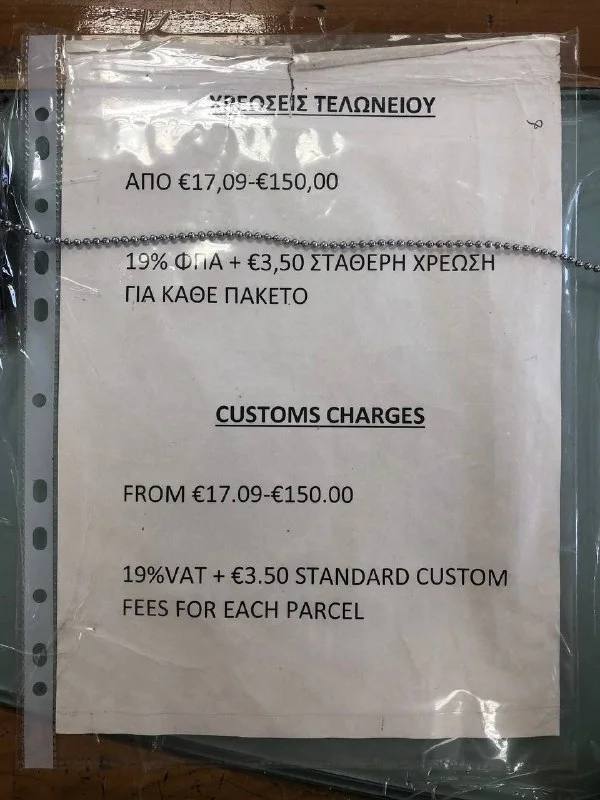 ΧΡΕΩΣΕΙΣ ΤΕΛΩΝΕΙΟΥ
ΑΠΟ €17,09-€150,00
19% ΦΠΑ + €3,50 ΣΤΑΘΕΡΗ ΧΡΕΩΣΗ
ΓΙΑ ΚΑΘΕ ΠΑΚΕΤΟ
CUSTOMS CHARGES
FROM €17.09-€150.00
19%VAT + €3.50 STANDARD CUSTOM
FEES FOR EACH PARCEL